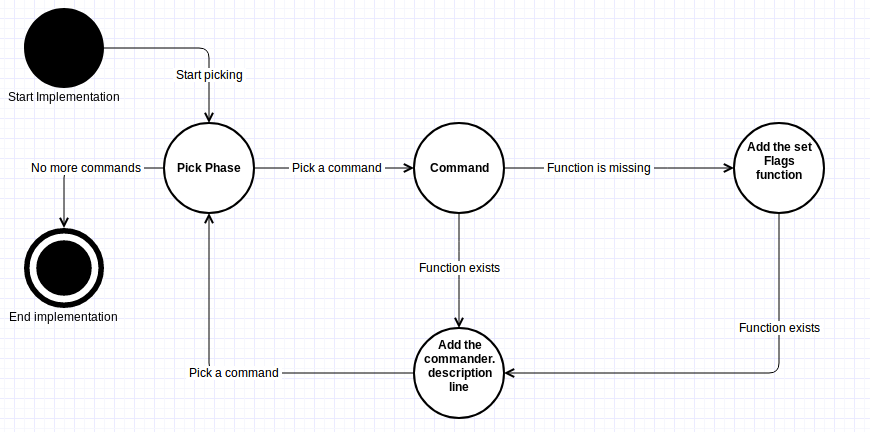 Start Implementation
Start picking
No more commands
Pick Phase
Pick a command
Command
Function is missing
Add the set
Flags
function
End implementation
Function exists
Function exists
Add the
commander.
description
line
Pick a command